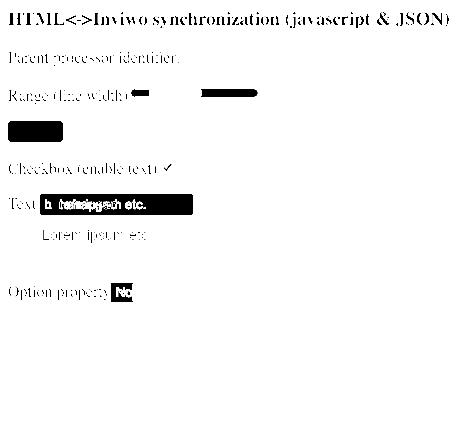 HTML<->Inviwo synchronization (javascript & JSON)
Parent processor identifier:
Range (line width)
Checkbox (enable text) ✓
Text etc.
Lorem ipsum etc
Option property No